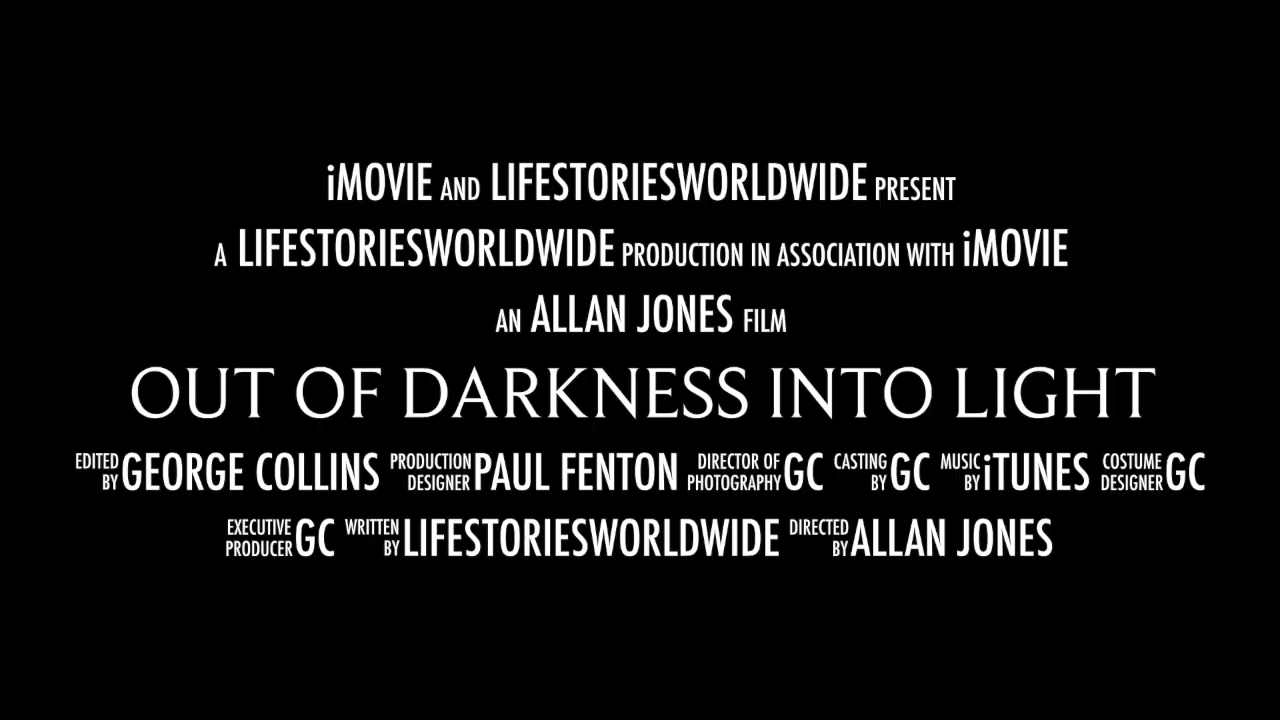 iMOVIE AND LIFESTORIESWORLDWIDE PRESENT
A LIFESTORIESWORLDWIDE PRODUCTION IN ASSOCIATION WITH iMOVIE
AN ALLAN JONES FILM
OUT OF DARKNESS INTO LIGHT
EDITED BY GEORGE COLLINS PRODUCTION DESIGNER PAUL FENTON DIRECTOR OF PHOTOGRAPHY GC CASTING BY GC MUSIC BY iTUNES COSTUME DESIGNER GC
EXECUTIVE PRODUCER GC WRITTEN BY LIFESTORIESWORLDWIDE DIRECTED BY ALLAN JONES